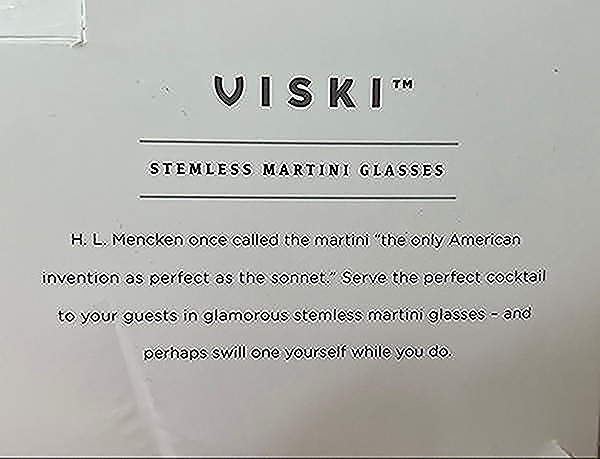 VISKI™
STEMLESS MARTINI GLASSES
H. L. Mencken once called the martini "the only American
invention as perfect as the sonnet." Serve the perfect cocktail
to your guests in glamorous stemless martini glasses – and
perhaps swill one yourself while you do.